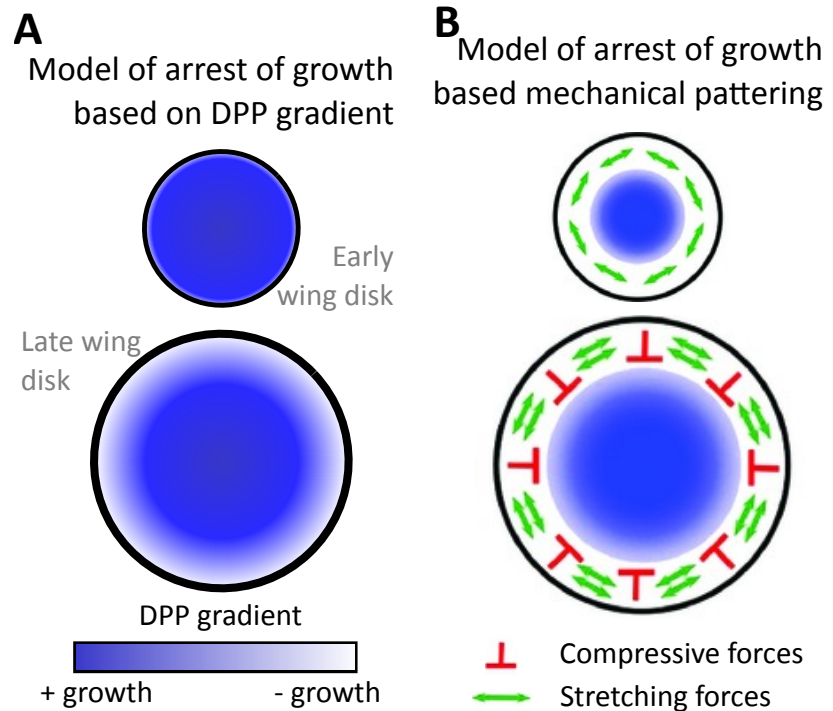 A
Model of arrest of growth
based on DPP gradient
Early
wing disk
Late wing
disk
DPP gradient
+ growth
- growth
B
Model of arrest of growth
based mechanical pattering
Compressive forces
Stretching forces